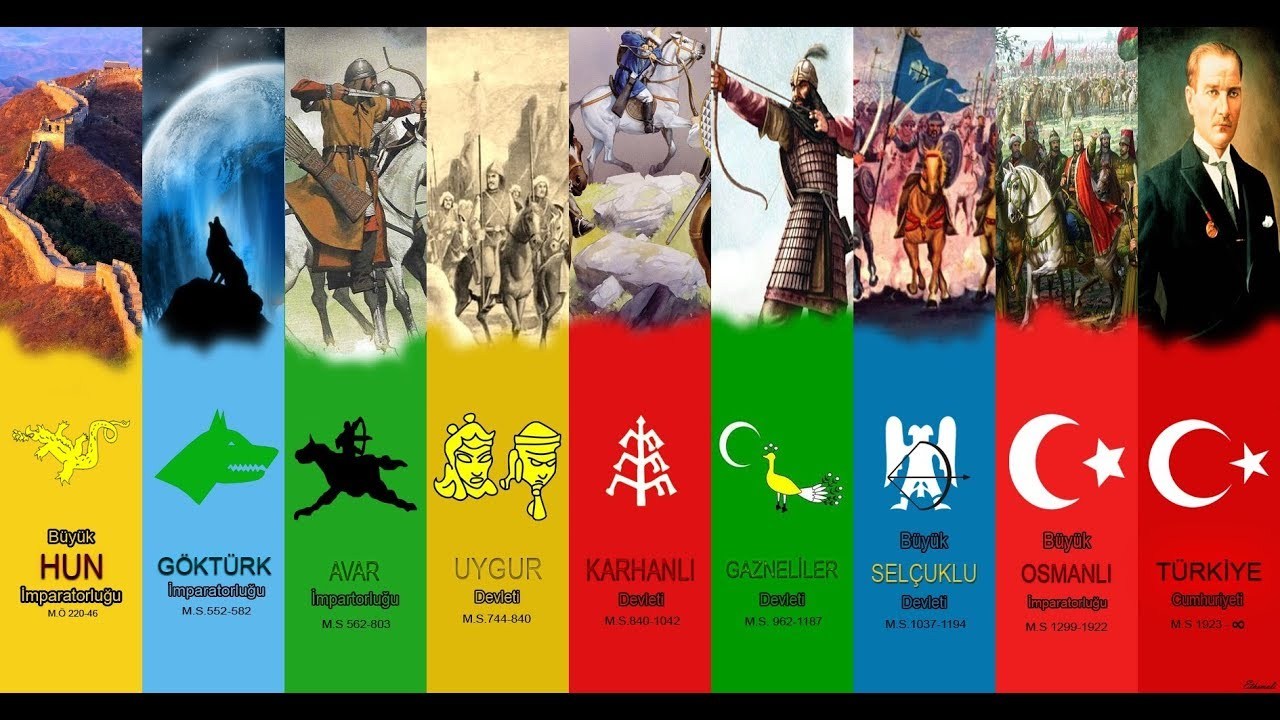 Büyük
HUN
İmparatorluğu
M.Ö 220-46
GÖKTÜRK
İmparatorluğu
M.S.552-582
AVAR
İmpartorluğu
M.S 562-803
UYGUR
Devleti
M.S.744-840
KARHANLI
Devleti
M.S.840-1042
GAZNELİLER
Devleti
M.S. 962-1187
Büyük
SELÇUKLU
Devleti
M.S.1037-1194
Büyük
OSMANLI
İmparatorluğu
M.S 1299-1922
TÜRKİYE
Cumhuriyeti
M.S 1923 - ∞